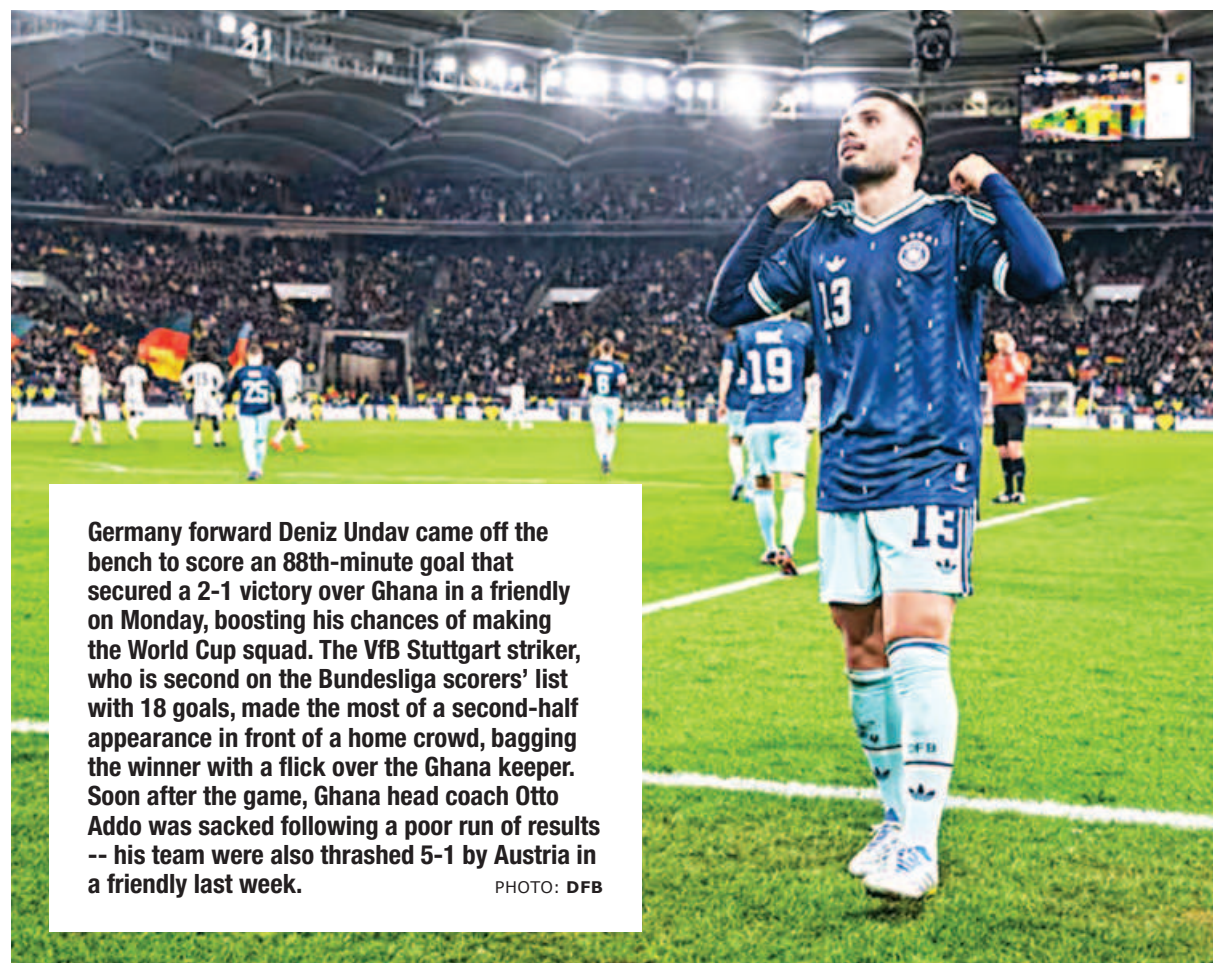 13
19
25
6
13
DFB
Germany forward Deniz Undav came off the
bench to score an 88th-minute goal that
secured a 2-1 victory over Ghana in a friendly
on Monday, boosting his chances of making
the World Cup squad. The VfB Stuttgart striker,
who is second on the Bundesliga scorers’ list
with 18 goals, made the most of a second-half
appearance in front of a home crowd, bagging
the winner with a flick over the Ghana keeper.
Soon after the game, Ghana head coach Otto
Addo was sacked following a poor run of results
-- his team were also thrashed 5-1 by Austria in
a friendly last week. PHOTO: DFB